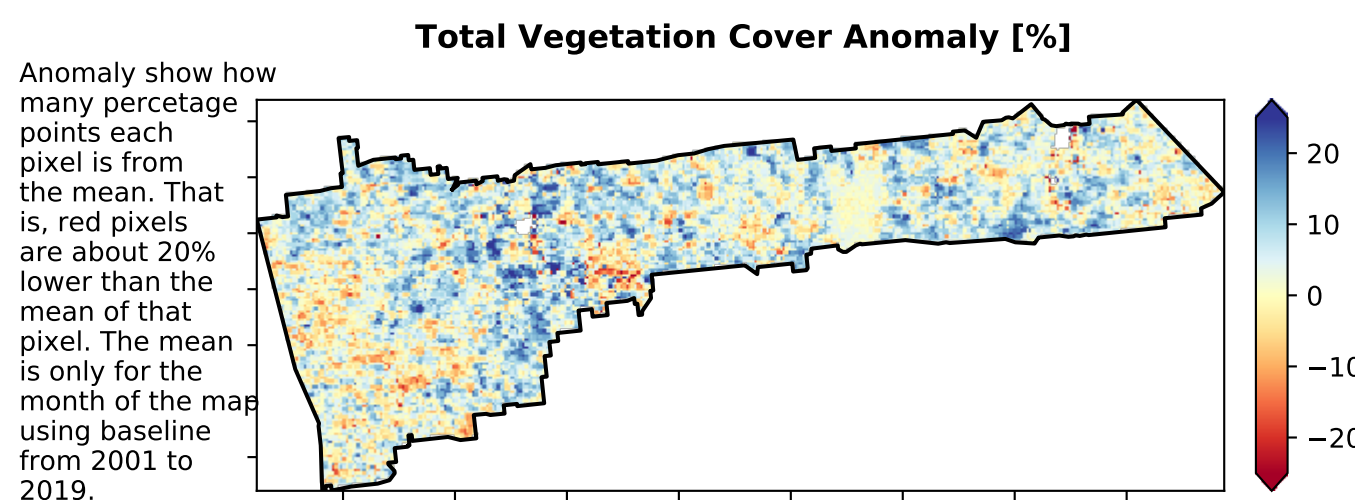 Total Vegetation Cover Anomaly [%]
Anomaly show how
many percetage
points each
pixel is from
the mean. That
is, red pixels
are about 20%
lower than the
mean of that
pixel. The mean
is only for the
month of the map
using baseline
from 2001 to
2019.
20
10
0
−10
−20